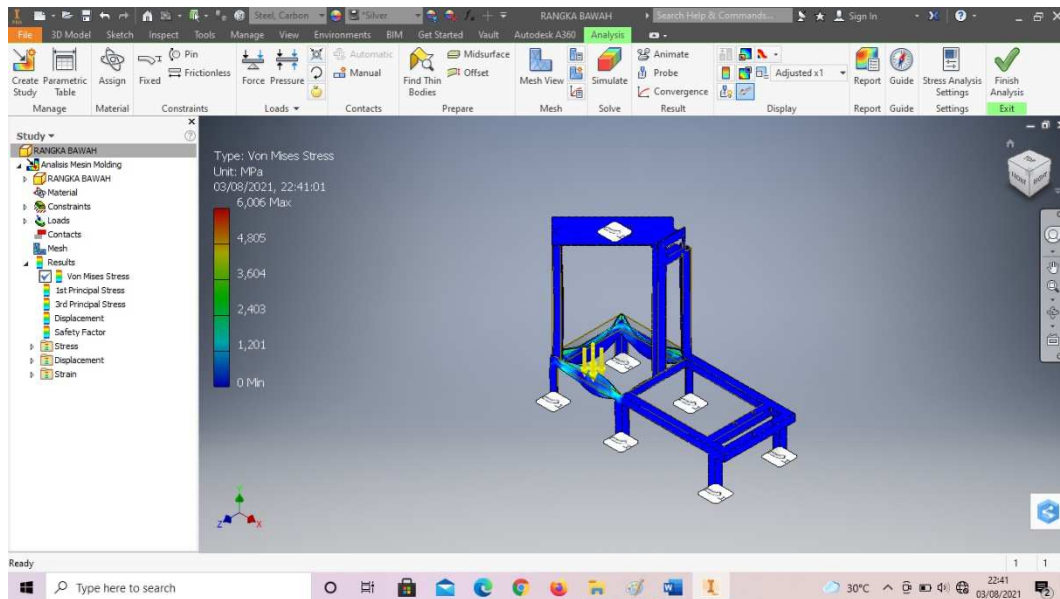 Steel, Carbon
*Silver
RANGKA BAWAH
Search Help & Commands...
Sign In
File 3D Model Sketch Inspect Tools Manage View Environments BIM Get Started Vault Autodesk A360 Analysis
Create Study
Parametric Table
Assign
Fixed
Pin
Frictionless
Force
Pressure
Automatic
Manual
Find Thin Bodies
Midsurface
Offset
Mesh View
Simulate
Animate
Probe
Convergence
Adjusted x1
Report
Guide
Stress Analysis Settings
Finish Analysis
Manage Material Constraints Loads Contacts Prepare Mesh Solve Result Display Report Guide Settings Exit
Study
RANGKA BAWAH
Analisis Mesin Molding
RANGKA BAWAH
Material
Constraints
Loads
Contacts
Mesh
Results
Von Mises Stress
1st Principal Stress
3rd Principal Stress
Displacement
Safety Factor
Stress
Displacement
Strain
Type: Von Mises Stress
Unit: MPa
03/08/2021, 22:41:01
6,006 Max
4,805
3,604
2,403
1,201
0 Min
TOP
FRONT
RIGHT
Y
Z
X
Ready
1 1
Type here to search
30°C
22:41
03/08/2021
2